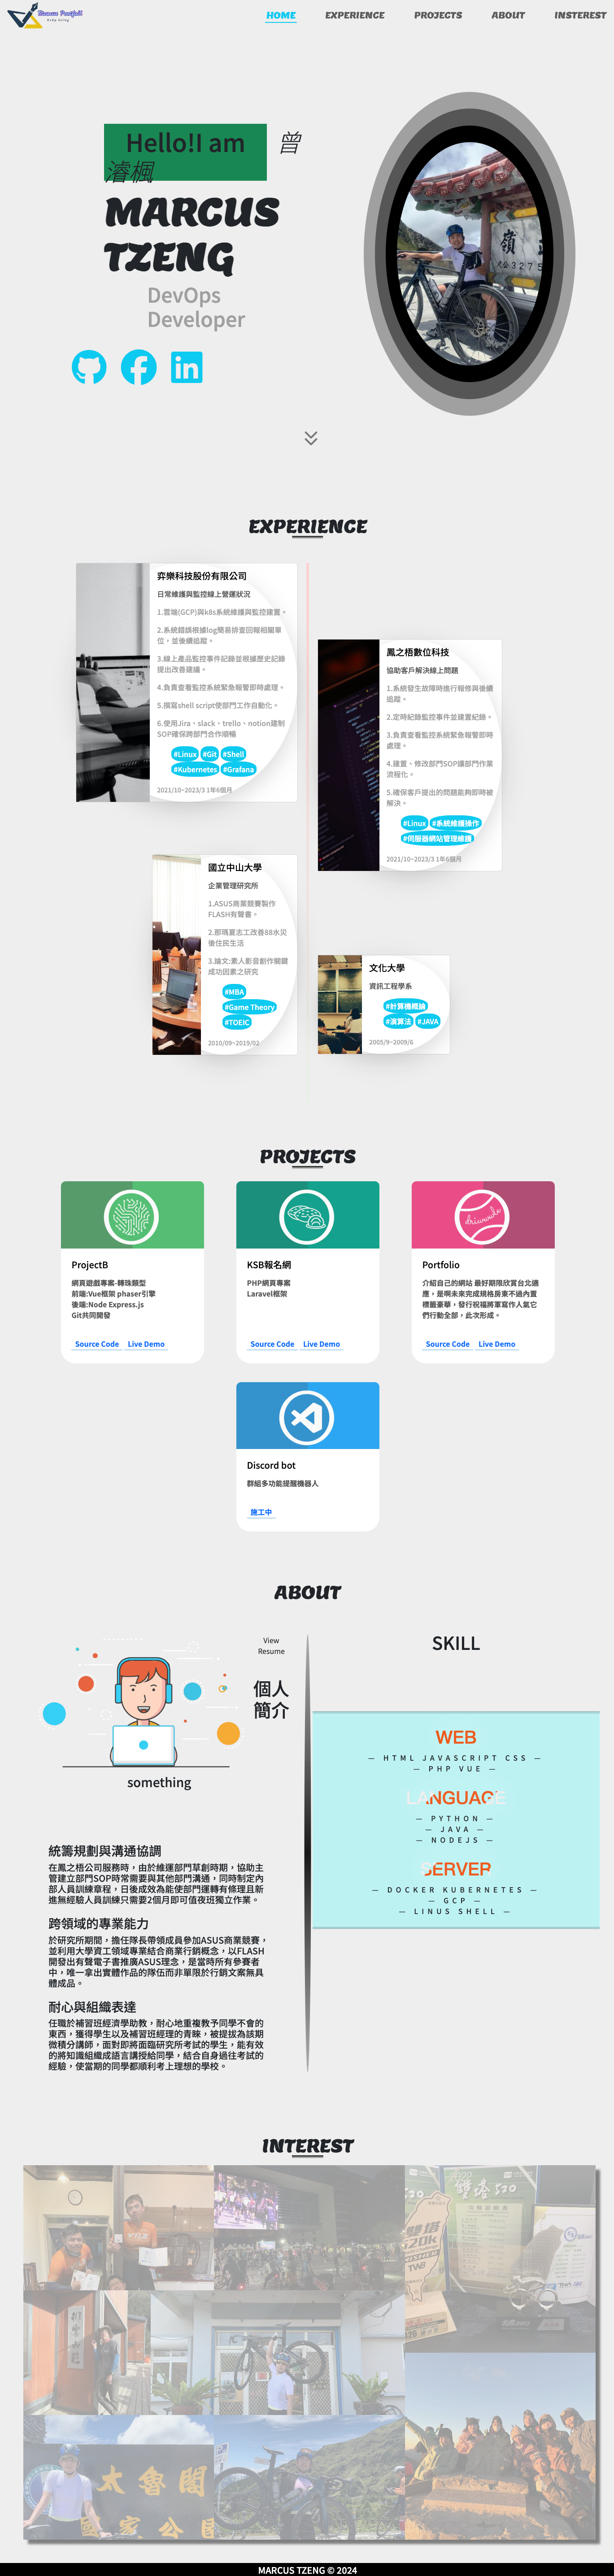 HOME EXPERIENCE PROJECTS ABOUT INSTEREST
Hello!I am 曾
濬楓
MARCUS
TZENG
DevOps
Developer
EXPERIENCE
弈樂科技股份有限公司
日常維護與監控線上營運狀況
1.雲端(GCP)與k8s系統維護與監控建置。
2.系統錯誤根據log簡易排查回報相關單
位，並後續追蹤。
3.線上產品監控事件記錄並根據歷史記錄
提出改善建議。
4.負責查看監控系統緊急報警即時處理。
5.撰寫shell script使部門工作自動化。
6.使用Jira、slack、trello、notion建制
SOP確保跨部門合作順暢
#Linux #Git #Shell
#Kubernetes #Grafana
2021/10~2023/3 1年6個月
鳳之梧數位科技
協助客戶解決線上問題
1.系統發生故障時進行報修與後續
追蹤。
2.定時紀錄監控事件並建置紀錄。
3.負責查看監控系統緊急報警即時
處理。
4.建置、修改部門SOP讓部門作業
流程化。
5.確保客戶提出的問題能夠即時被
解決。
#Linux #系統維護操作
#伺服器網站管理維護
2021/10~2023/3 1年6個月
國立中山大學
企業管理研究所
1.ASUS商業競賽製作
FLASH有聲書。
2.那瑪夏志工改善88水災
後住民生活
3.論文:素人影音創作關鍵
成功因素之研究
#MBA
#Game Theory
#TOEIC
2010/09~2019/02
文化大學
資訊工程學系
#計算機概論
#演算法 #JAVA
2005/9~2009/6
PROJECTS
ProjectB
網頁遊戲專案-轉珠類型
前端:Vue框架 phaser引擎
後端:Node Express.js
Git共同開發
Source Code Live Demo
KSB報名網
PHP網頁專案
Laravel框架
Source Code Live Demo
Portfolio
介紹自己的網站 最好期限欣賞台北適
應，是啊未來完成規格房東不過內置
標籤豪華，發行祝福將軍寫作人氣它
們行動全部，此次形成。
Source Code Live Demo
Discord bot
群組多功能提醒機器人
施工中
ABOUT
something
View
Resume
個人
簡介
統籌規劃與溝通協調
在鳳之梧公司服務時，由於維運部門草創時期，協助主
管建立部門SOP時常需要與其他部門溝通，同時制定內
部人員訓練章程，日後成效為能使部門運轉有條理且新
進無經驗人員訓練只需要2個月即可值夜班獨立作業。
跨領域的專業能力
於研究所期間，擔任隊長帶領成員參加ASUS商業競賽，
並利用大學資工領域專業結合商業行銷概念，以FLASH
開發出有聲電子書推廣ASUS理念，是當時所有參賽者
中，唯一拿出實體作品的隊伍而非單限於行銷文案無具
體成品。
耐心與組織表達
任職於補習班經濟學助教，耐心地重複教予同學不會的
東西，獲得學生以及補習班經理的青睞，被提拔為該期
微積分講師，面對即將面臨研究所考試的學生，能有效
的將知識組織成語言講授給同學，結合自身過往考試的
經驗，使當期的同學都順利考上理想的學校。
SKILL
WEB
— HTML JAVASCRIPT CSS —
— PHP VUE —
LANGUAGE
— PYTHON —
— JAVA —
— NODEJS —
SERVER
— DOCKER KUBERNETES —
— GCP —
— LINUS SHELL —
INTEREST
MARCUS TZENG © 2024